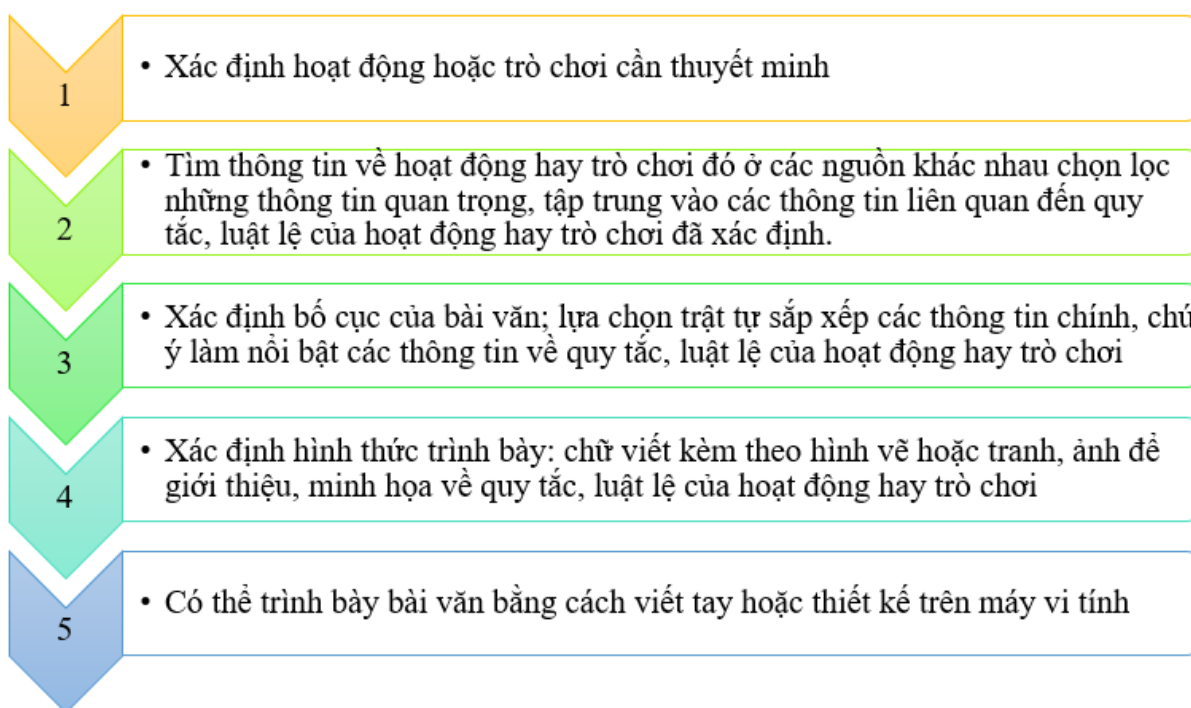 1
• Xác định hoạt động hoặc trò chơi cần thuyết minh
2
• Tìm thông tin về hoạt động hay trò chơi đó ở các nguồn khác nhau chọn lọc
những thông tin quan trọng, tập trung vào các thông tin liên quan đến quy
tắc, luật lệ của hoạt động hay trò chơi đã xác định.
3
• Xác định bố cục của bài văn; lựa chọn trật tự sắp xếp các thông tin chính, chú
ý làm nổi bật các thông tin về quy tắc, luật lệ của hoạt động hay trò chơi
4
• Xác định hình thức trình bày: chữ viết kèm theo hình vẽ hoặc tranh, ảnh để
giới thiệu, minh họa về quy tắc, luật lệ của hoạt động hay trò chơi
5
• Có thể trình bày bài văn bằng cách viết tay hoặc thiết kế trên máy vi tính